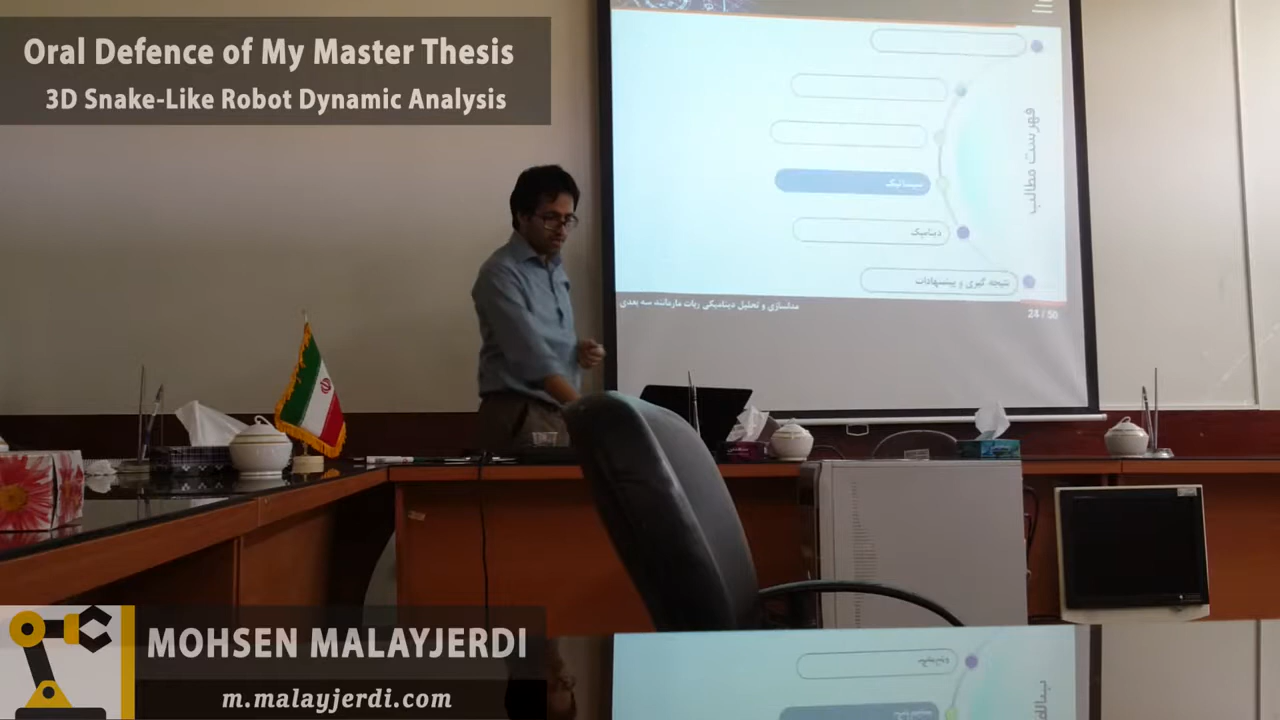 Oral Defence of My Master Thesis
3D Snake-Like Robot Dynamic Analysis
فهرست مطالب
سینماتیک
دینامیک
نتیجه گیری و پیشنهادات
مدلسازی و تحلیل دینامیکی ربات مارمانند سه بعدی
24 / 50
MOHSEN MALAYJERDI
m.malayjerdi.com